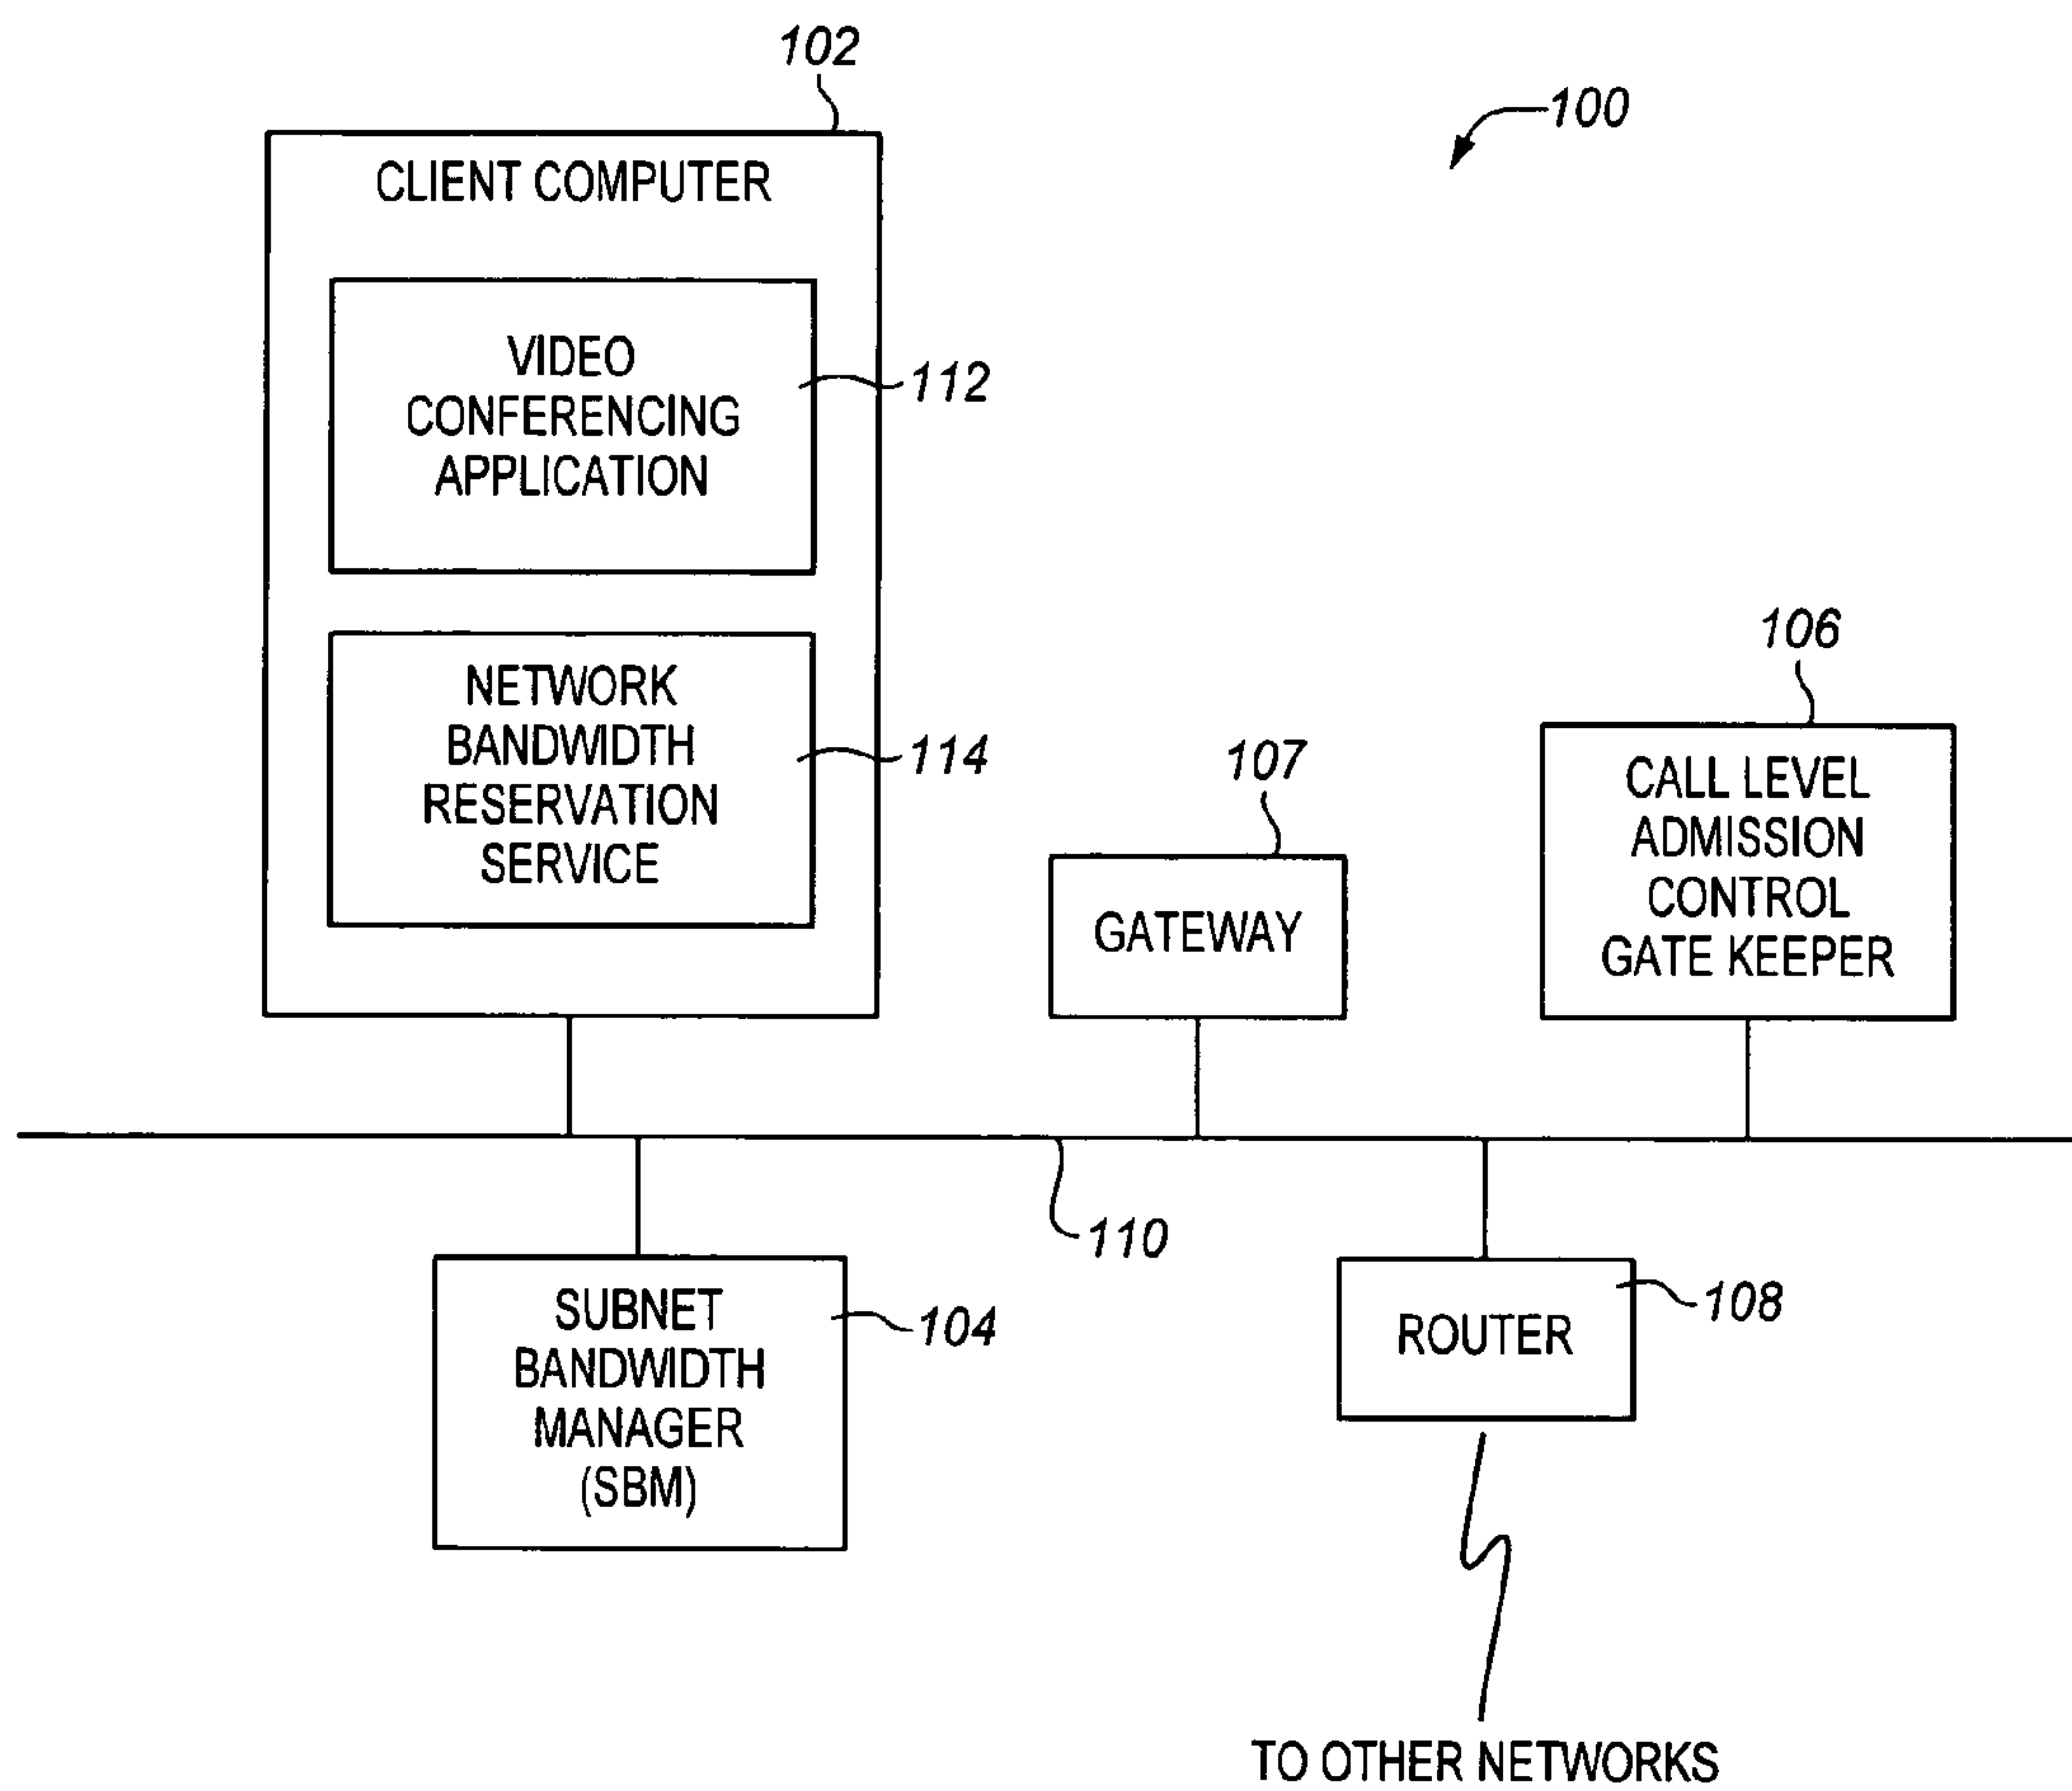 102
100
CLIENT COMPUTER
VIDEO
CONFERENCING
APPLICATION
112
NETWORK
BANDWIDTH
RESERVATION
SERVICE
114
107
GATEWAY
106
CALL LEVEL
ADMISSION
CONTROL
GATE KEEPER
110
SUBNET
BANDWIDTH
MANAGER
(SBM)
104
ROUTER
108
TO OTHER NETWORKS